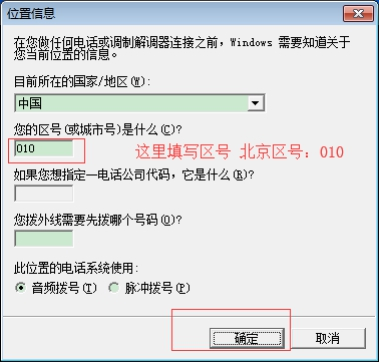 位置信息
在您做任何电话或调制解调器连接之前，Windows 需要知道关于
您当前位置的信息。
目前所在的国家/地区(W):
中国
您的区号(或城市号)是什么(C)?
010
这里填写区号 北京区号: 010
如果您想指定一电话公司代码，它是什么(R)?
您拨外线需要先拨哪个号码(O)?
此位置的电话系统使用:
音频拨号(T) 脉冲拨号(P)
确定 取消